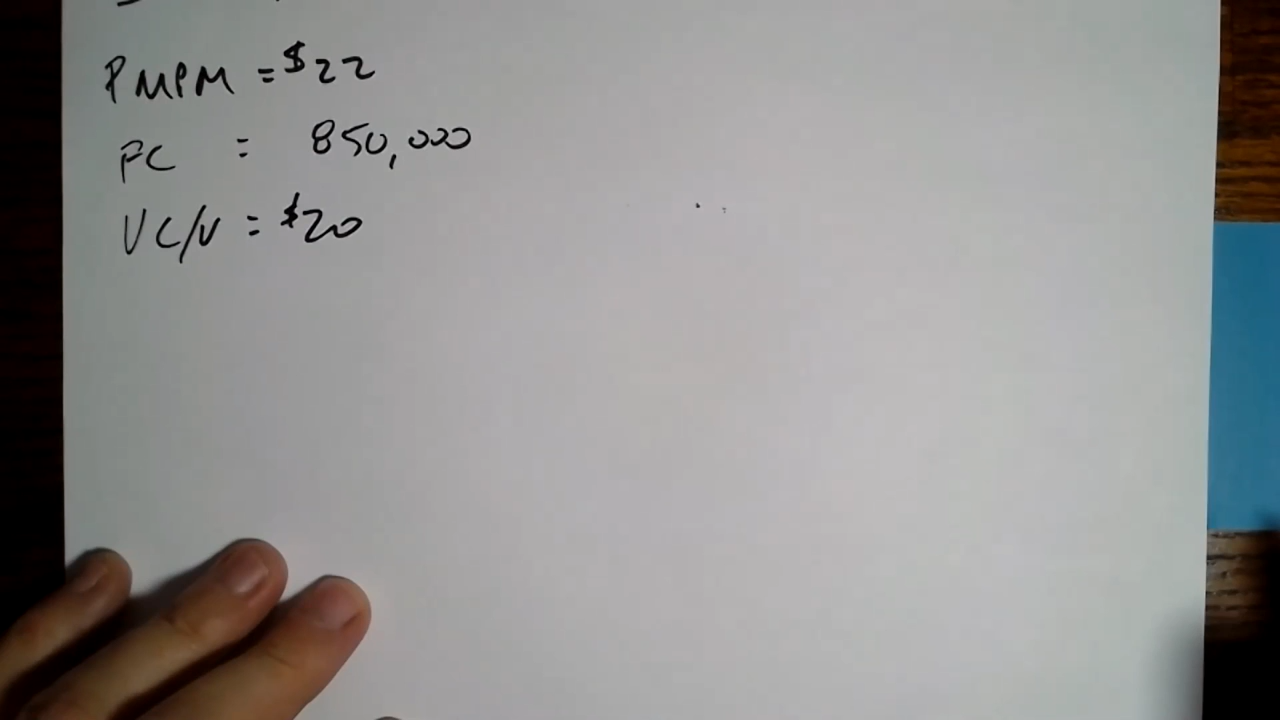 PMPM = $22
FC = 850,000
VC/V = $20